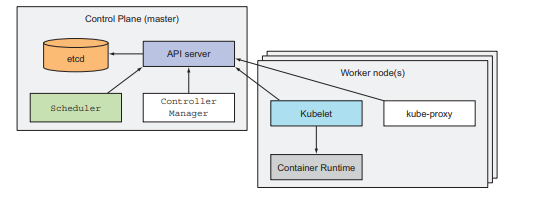 Control Plane (master)
etcd
API server
Scheduler
Controller
Manager
Worker node(s)
Kubelet
kube-proxy
Container Runtime